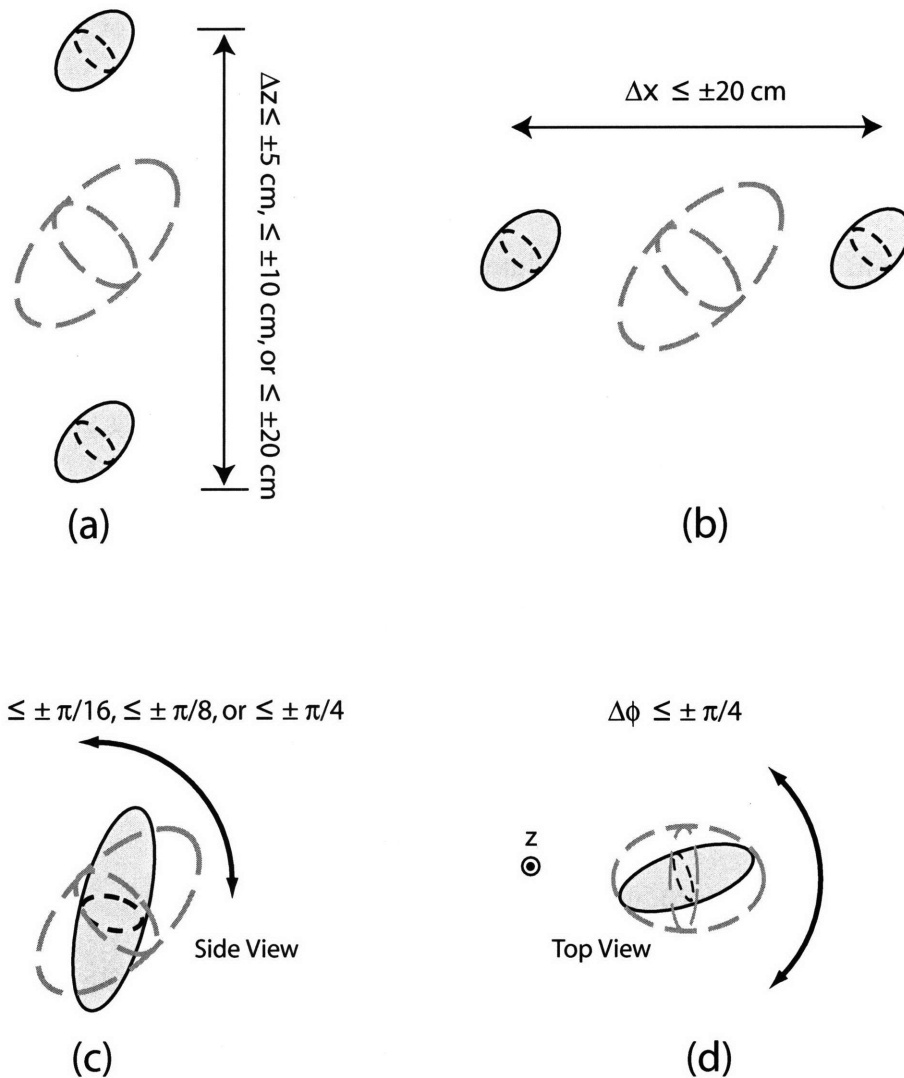 Δz ≤ ±5 cm, ≤ ±10 cm, or ≤ ±20 cm
(a)
Δx ≤ ±20 cm
(b)
≤ ± π/16, ≤ ± π/8, or ≤ ± π/4
Side View
(c)
Δϕ ≤ ± π/4
z
Top View
(d)